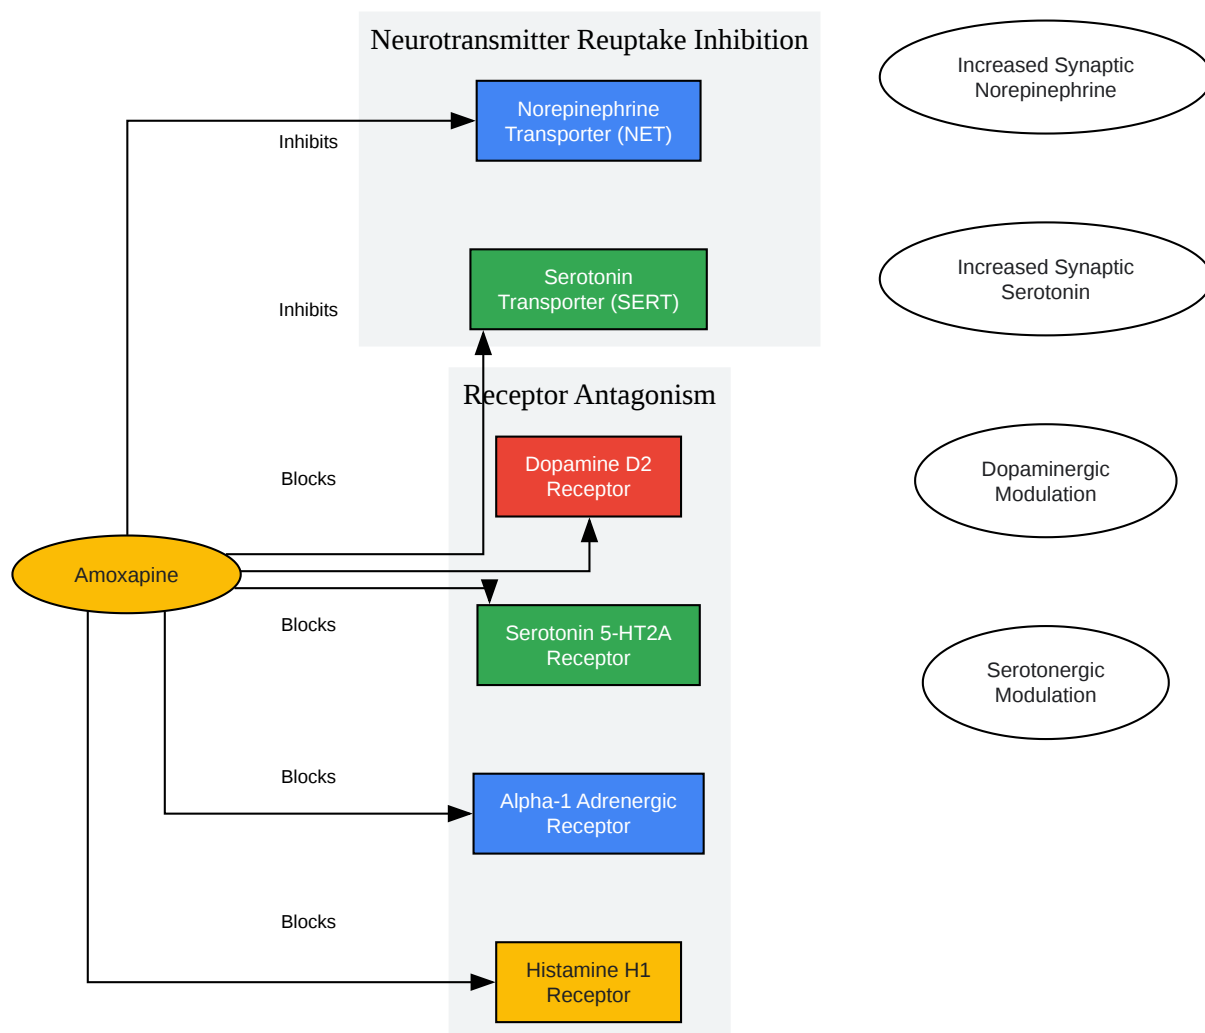 Neurotransmitter Reuptake Inhibition
Increased Synaptic
Norepinephrine
Norepinephrine
Transporter (NET)
Inhibits
Serotonin
Transporter (SERT)
Increased Synaptic
Serotonin
Inhibits
Receptor Antagonism
Dopamine D2
Receptor
Dopaminergic
Modulation
Blocks
Amoxapine
Blocks
Serotonin 5-HT2A
Receptor
Serotonergic
Modulation
Blocks
Alpha-1 Adrenergic
Receptor
Blocks
Histamine H1
Receptor